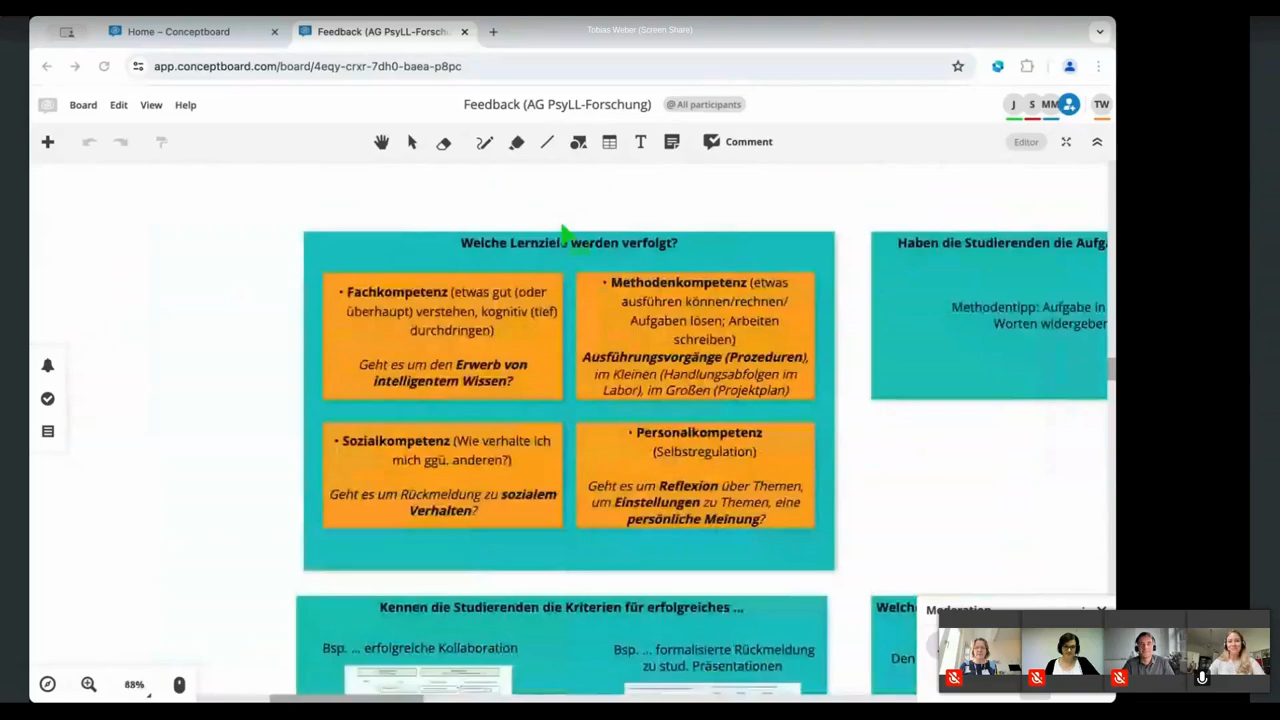 Home – Conceptboard
Feedback (AG PsyLL-Forsch
Tobias Weber (Screen Share)
app.conceptboard.com/board/4eqy-crxr-7dh0-baea-p8pc
Board Edit View Help
Feedback (AG PsyLL-Forschung)
@ All participants
J S MM TW
Comment
Editor
Welche Lernziele werden verfolgt?
• Fachkompetenz (etwas gut (oder
überhaupt) verstehen, kognitiv (tief)
durchdringen)
Geht es um den Erwerb von
intelligentem Wissen?
• Methodenkompetenz (etwas
ausführen können/rechnen/
Aufgaben lösen; Arbeiten
schreiben)
Ausführungsvorgänge (Prozeduren),
im Kleinen (Handlungsabfolgen im
Labor), im Großen (Projektplan)
• Sozialkompetenz (Wie verhalte ich
mich ggü. anderen?)
Geht es um Rückmeldung zu sozialem
Verhalten?
• Personalkompetenz
(Selbstregulation)
Geht es um Reflexion über Themen,
um Einstellungen zu Themen, eine
persönliche Meinung?
Haben die Studierenden die Aufga
Methodentipp: Aufgabe in
Worten widergeben
Kennen die Studierenden die Kriterien für erfolgreiches ...
Bsp. ... erfolgreiche Kollaboration
Bsp. ... formalisierte Rückmeldung
zu stud. Präsentationen
Welche
Den
Moderation
88%